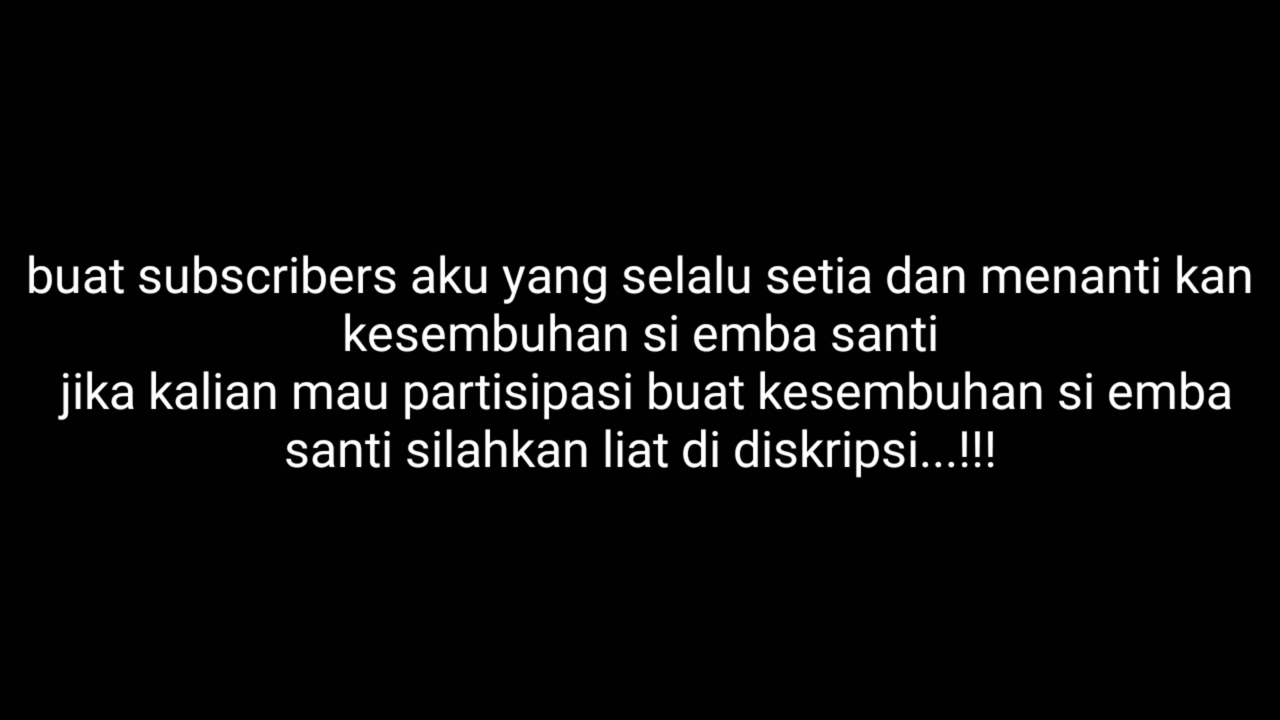 buat subscribers aku yang selalu setia dan menanti kan
kesembuhan si emba santi
jika kalian mau partisipasi buat kesembuhan si emba
santi silahkan liat di diskripsi...!!!